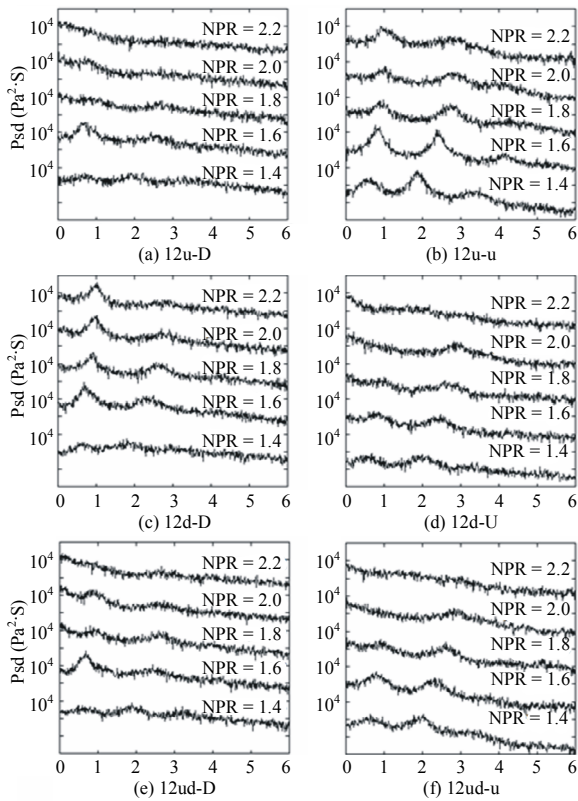 Psd (Pa²·S)
10⁴ NPR = 2.2
10⁴ NPR = 2.0
10⁴ NPR = 1.8
10⁴ NPR = 1.6
10⁴ NPR = 1.4
0 1 2 3 4 5 6
(a) 12u-D
NPR = 2.2
10⁴ NPR = 2.0
10⁴ NPR = 1.8
10⁴ NPR = 1.6
10⁴ NPR = 1.4
10⁴
0 1 2 3 4 5 6
(b) 12u-u
Psd (Pa²·S)
10⁴ NPR = 2.2
10⁴ NPR = 2.0
10⁴ NPR = 1.8
10⁴ NPR = 1.6
10⁴ NPR = 1.4
0 1 2 3 4 5 6
(c) 12d-D
10⁴ NPR = 2.2
10⁴ NPR = 2.0
10⁴ NPR = 1.8
10⁴ NPR = 1.6
10⁴ NPR = 1.4
0 1 2 3 4 5 6
(d) 12d-U
Psd (Pa²·S)
10⁴ NPR = 2.2
10⁴ NPR = 2.0
10⁴ NPR = 1.8
10⁴ NPR = 1.6
10⁴ NPR = 1.4
0 1 2 3 4 5 6
(e) 12ud-D
10⁴ NPR = 2.2
10⁴ NPR = 2.0
10⁴ NPR = 1.8
10⁴ NPR = 1.6
10⁴ NPR = 1.4
0 1 2 3 4 5 6
(f) 12ud-u